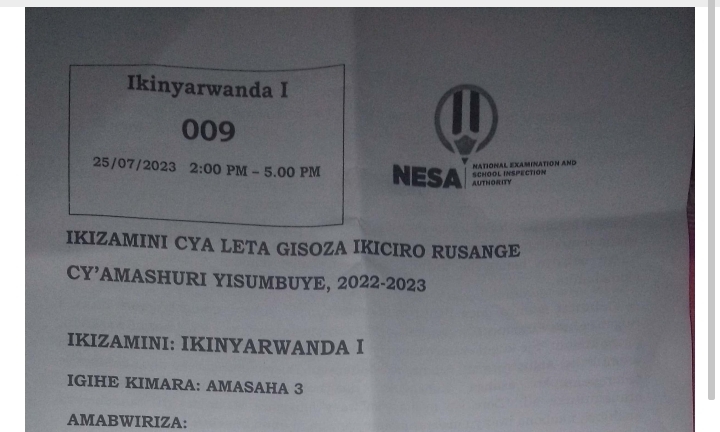 Ikinyarwanda I
009
25/07/2023 2:00 PM – 5.00 PM
NESA
NATIONAL EXAMINATION AND
SCHOOL INSPECTION
AUTHORITY
IKIZAMINI CYA LETA GISOZA IKICIRO RUSANGE
CY'AMASHURI YISUMBUYE, 2022-2023
IKIZAMINI: IKINYARWANDA I
IGIHE KIMARA: AMASAHA 3
AMABWIRIZA: